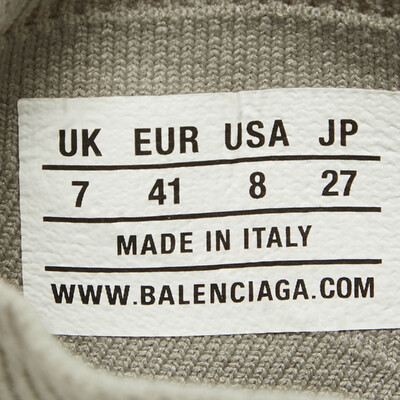 UK EUR USA JP
7 41 8 27
MADE IN ITALY
WWW.BALENCIAGA.COM